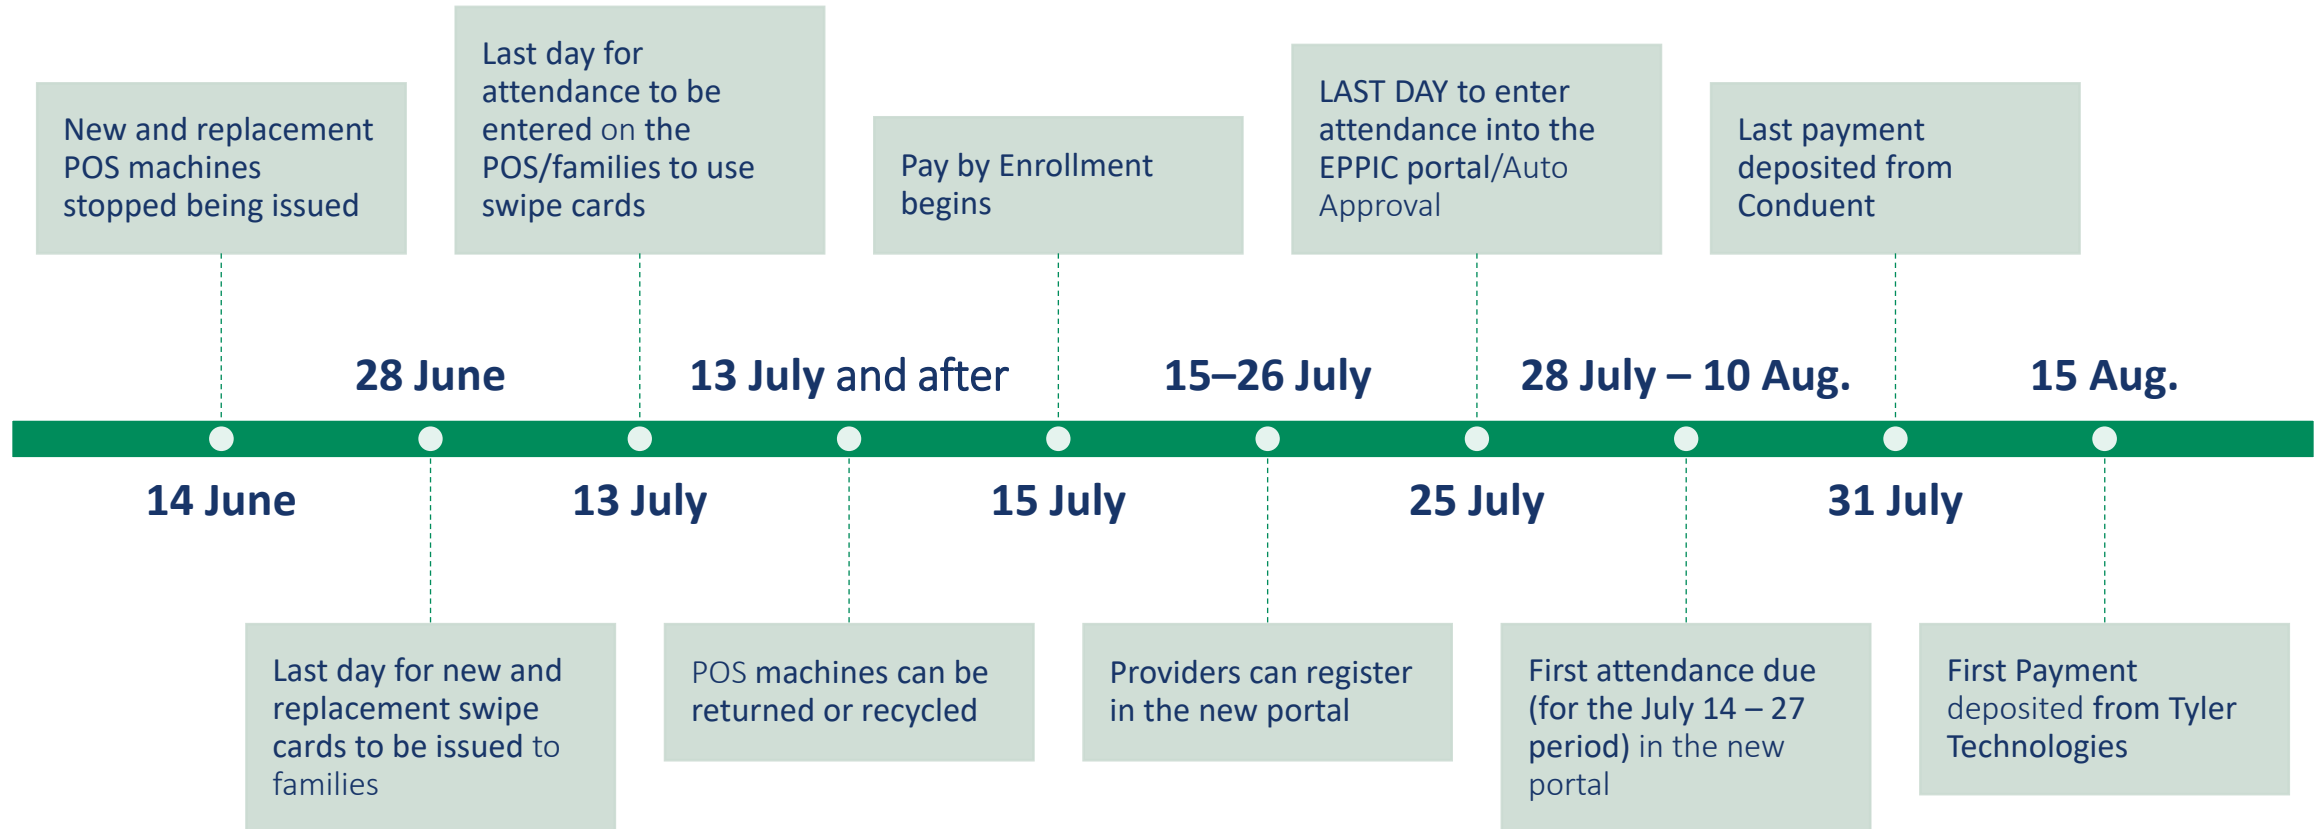 New and replacement
POS machines
stopped being issued
14 June
28 June
Last day for new and
replacement swipe
cards to be issued to
families
Last day for
attendance to be
entered on the
POS/families to use
swipe cards
13 July
13 July and after
POS machines can be
returned or recycled
Pay by Enrollment
begins
15 July
15–26 July
Providers can register
in the new portal
LAST DAY to enter
attendance into the
EPPIC portal/Auto
Approval
25 July
28 July – 10 Aug.
First attendance due
(for the July 14 – 27
period) in the new
portal
Last payment
deposited from
Conduent
31 July
15 Aug.
First Payment
deposited from Tyler
Technologies